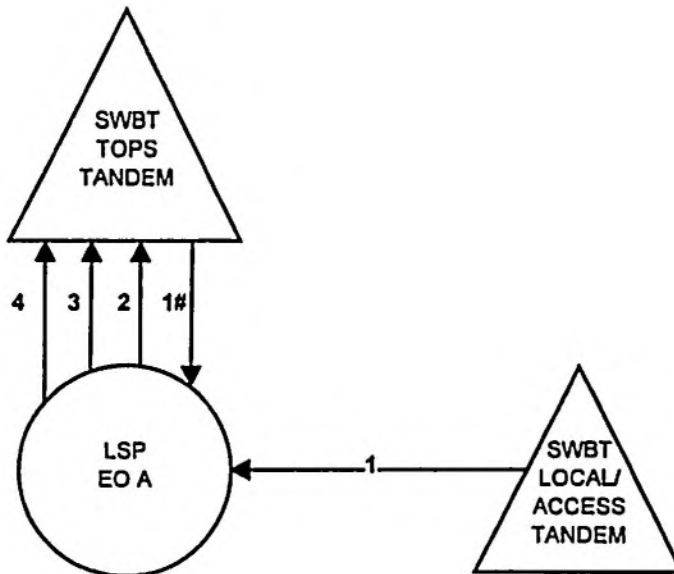 SWBT
TOPS
TANDEM
4
3
2
1#
LSP
EO A
1
SWBT
LOCAL/
ACCESS
TANDEM